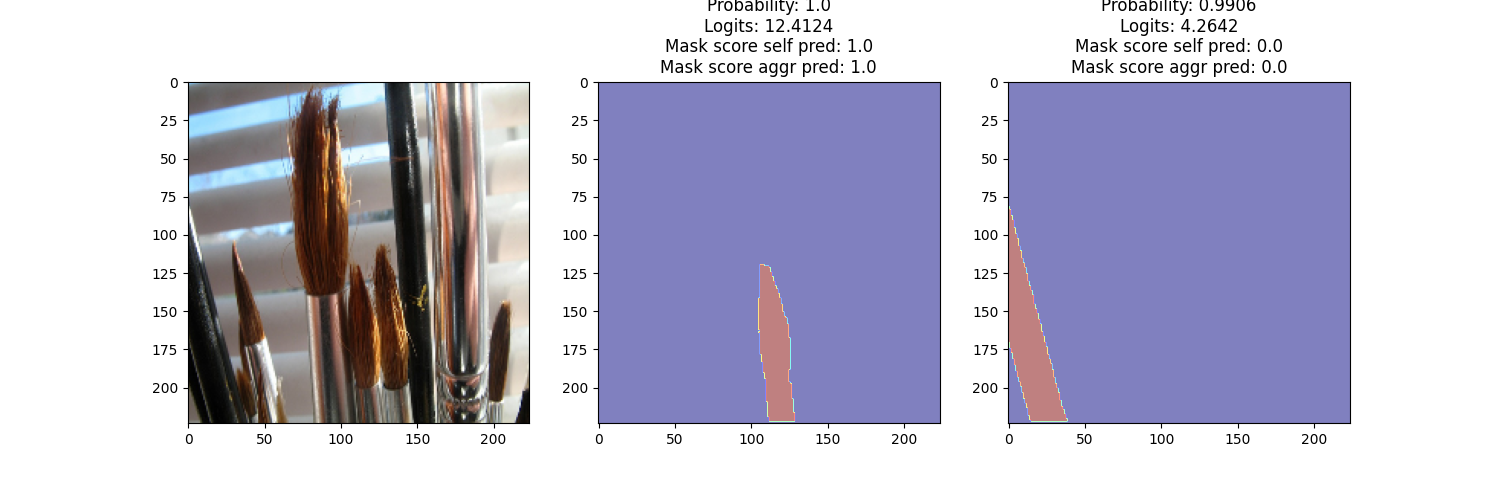 Probability: 1.0
Logits: 12.4124
Mask score self pred: 1.0
Mask score aggr pred: 1.0
Probability: 0.9906
Logits: 4.2642
Mask score self pred: 0.0
Mask score aggr pred: 0.0
0
25
50
75
100
125
150
175
200
0 50 100 150 200
0
25
50
75
100
125
150
175
200
0 50 100 150 200
0
25
50
75
100
125
150
175
200
0 50 100 150 200